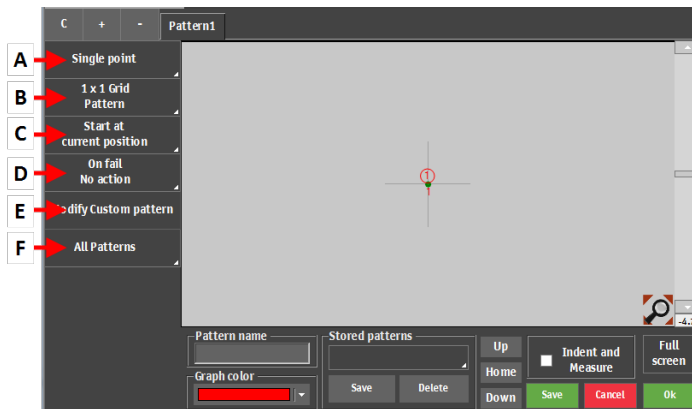 C + - Pattern1
A Single point
B 1 x 1 Grid
Pattern
C Start at
current position
D On fail
No action
E odify Custom pattern
F All Patterns
1
1
-4.
Pattern name
Graph color
Stored patterns
Save Delete
Up
Home
Down
Indent and
Measure
Save Cancel
Full
screen
Ok